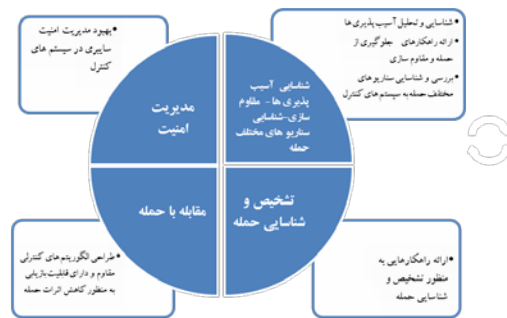 •شناسایی و تحلیل آسیب پذیری ها
•ارائه راهکارهای جلوگیری از
حمله و مقاوم سازی
•بررسی و شناسایی سناریو های
مختلف حمله به سیستم های کنترل
•بهبود مدیریت امنیت
سایبری در سیستم های
کنترل
شناسایی آسیب
پذیری ها - مقاوم
سازی-شناسایی
سناریو های مختلف
حمله
مدیریت
امنیت
تشخیص و
شناسایی حمله
مقابله با حمله
•ارائه راهکارهایی به
منظور تشخیص و
شناسایی حمله
•طراحی الگوریتم های کنترلی
مقاوم و دارای قابلیت بازیابی
به منظور کاهش اثرات حمله